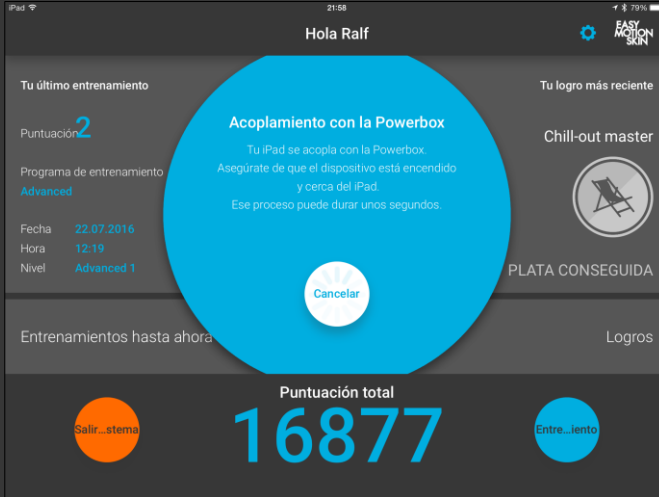 iPad
21:58
79%
Hola Ralf
EASY
MOTION
SKIN
Tu último entrenamiento
Puntuación 2
Programa de entrenamiento
Advanced
Fecha 22.07.2016
Hora 12:19
Nivel Advanced 1
Acoplamiento con la Powerbox
Tu iPad se acopla con la Powerbox.
Asegúrate de que el dispositivo está encendido
y cerca del iPad.
Ese proceso puede durar unos segundos.
Cancelar
Tu logro más reciente
Chill-out master
PLATA CONSEGUIDA
Entrenamientos hasta ahora
Logros
Puntuación total
16877
Salir...stema
Entre...iento